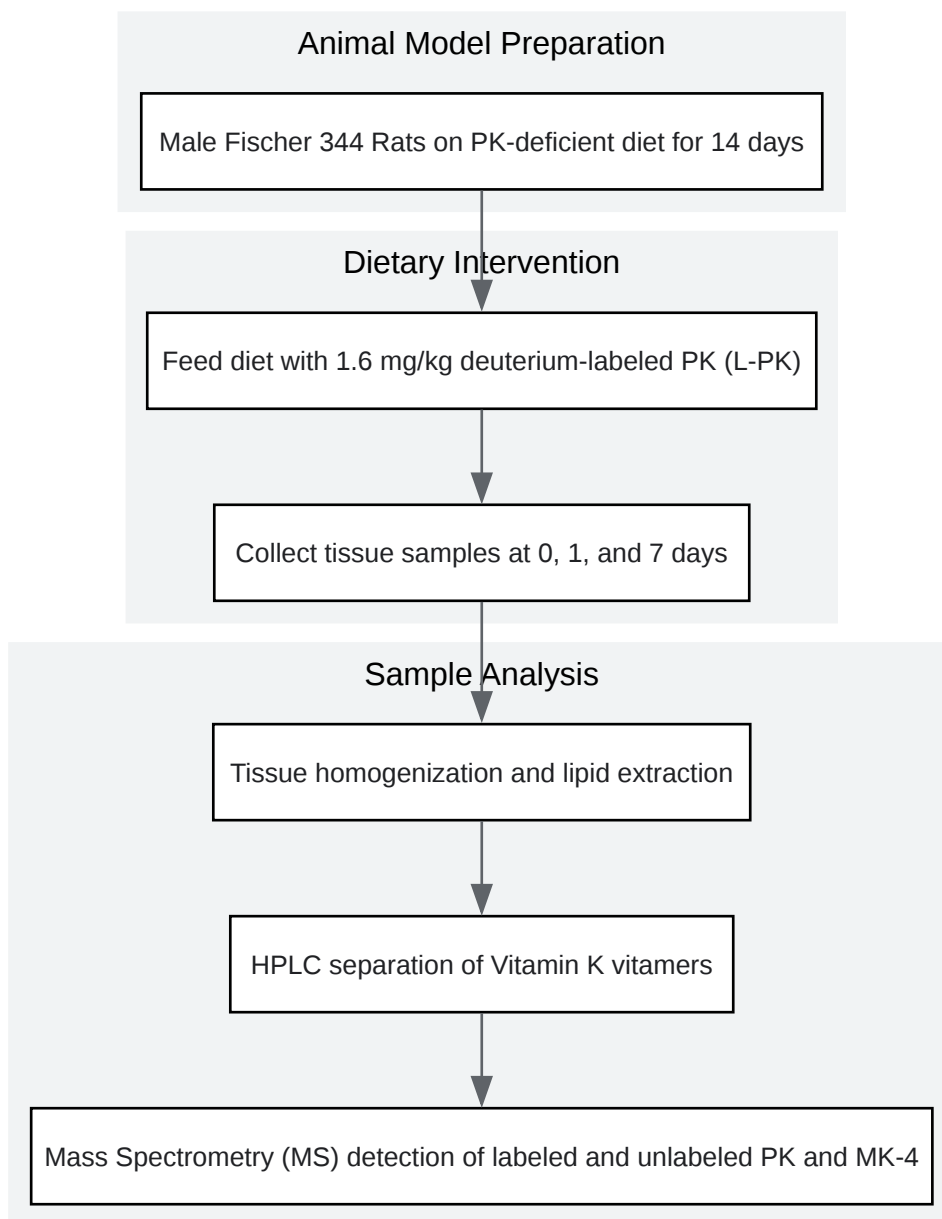 Animal Model Preparation
Male Fischer 344 Rats on PK-deficient diet for 14 days
Dietary Intervention
Feed diet with 1.6 mg/kg deuterium-labeled PK (L-PK)
Collect tissue samples at 0, 1, and 7 days
Sample Analysis
Tissue homogenization and lipid extraction
HPLC separation of Vitamin K vitamers
Mass Spectrometry (MS) detection of labeled and unlabeled PK and MK-4